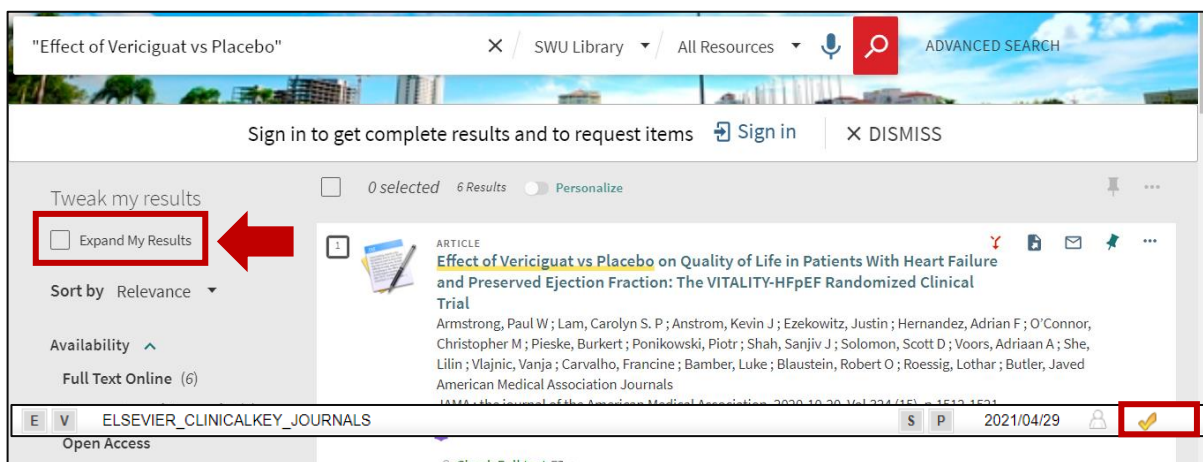 "Effect of Vericiguat vs Placebo" SWU Library All Resources ADVANCED SEARCH
Sign in to get complete results and to request items Sign in × DISMISS
Tweak my results
Expand My Results
Sort by Relevance
Availability
Full Text Online (6)
0 selected 6 Results Personalize
1
ARTICLE
Effect of Vericiguat vs Placebo on Quality of Life in Patients With Heart Failure
and Preserved Ejection Fraction: The VITALITY-HFpEF Randomized Clinical
Trial
Armstrong, Paul W ; Lam, Carolyn S. P ; Anstrom, Kevin J ; Ezekowitz, Justin ; Hernandez, Adrian F ; O'Connor,
Christopher M ; Pieske, Burkert ; Ponikowski, Piotr ; Shah, Sanjiv J ; Solomon, Scott D ; Voors, Adriaan A ; She,
Lilin ; Vlajnic, Vanja ; Carvalho, Francine ; Bamber, Luke ; Blaustein, Robert O ; Roessig, Lothar ; Butler, Javed
American Medical Association Journals
E V ELSEVIER_CLINICALKEY_JOURNALS S P 2021/04/29
Open Access